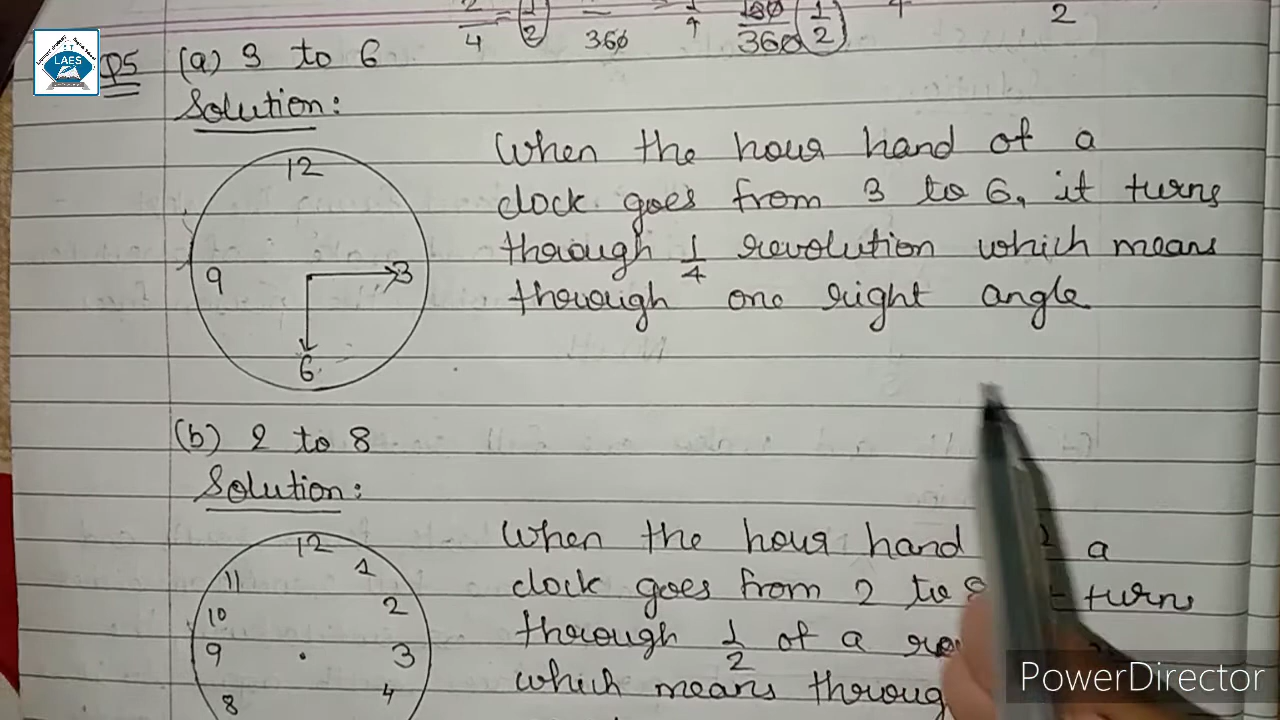 LAES
Q5 (a) 3 to 6
Solution:
12
9
3
6
When the hour hand of a
clock goes from 3 to 6, it turns
through 1/4 revolution which means
through one right angle
(b) 2 to 8
Solution:
12
11 1
10 2
9 3
8 4
When the hour hand a
clock goes from 2 to turns
through 1/2 of a
which means
PowerDirector